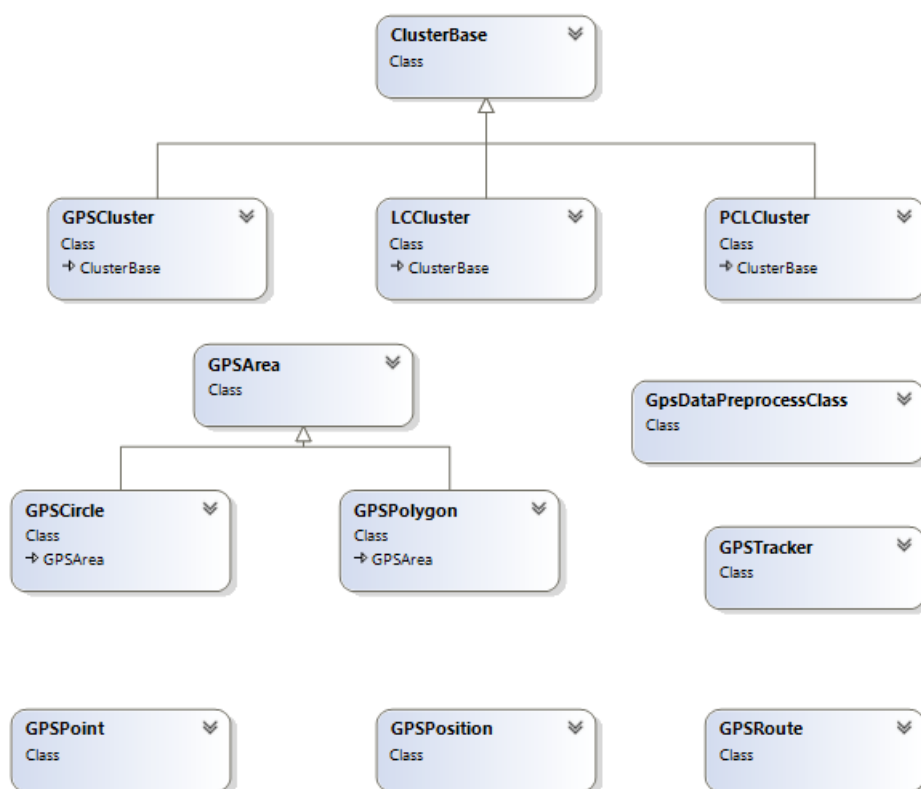 ClusterBase
Class
GPSCluster
Class
ClusterBase
LCCluster
Class
ClusterBase
PCLCluster
Class
ClusterBase
GPSArea
Class
GpsDataPreprocessClass
Class
GPSCircle
Class
GPSArea
GPSPolygon
Class
GPSArea
GPSTracker
Class
GPSPoint
Class
GPSPosition
Class
GPSRoute
Class